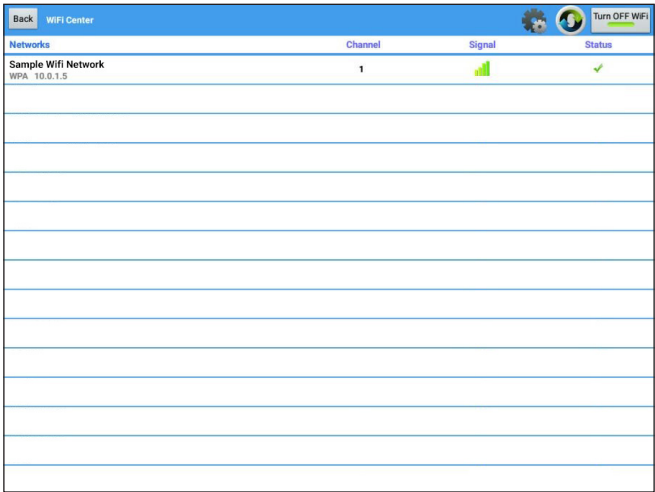 Back WiFi Center Turn OFF WiFi
Networks Channel Signal Status
Sample Wifi Network 1
WPA 10.0.1.5